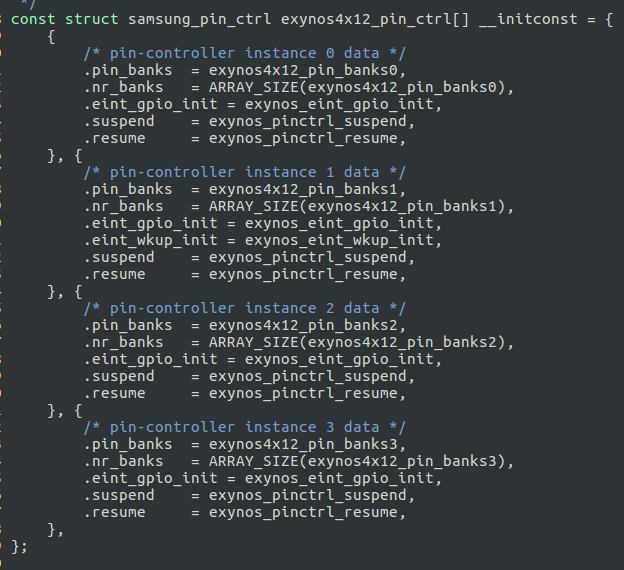 */
const struct samsung_pin_ctrl exynos4x12_pin_ctrl[] __initconst = {
    {
        /* pin-controller instance 0 data */
        .pin_banks  = exynos4x12_pin_banks0,
        .nr_banks   = ARRAY_SIZE(exynos4x12_pin_banks0),
        .eint_gpio_init = exynos_eint_gpio_init,
        .suspend    = exynos_pinctrl_suspend,
        .resume     = exynos_pinctrl_resume,
    }, {
        /* pin-controller instance 1 data */
        .pin_banks  = exynos4x12_pin_banks1,
        .nr_banks   = ARRAY_SIZE(exynos4x12_pin_banks1),
        .eint_gpio_init = exynos_eint_gpio_init,
        .eint_wkup_init = exynos_eint_wkup_init,
        .suspend    = exynos_pinctrl_suspend,
        .resume     = exynos_pinctrl_resume,
    }, {
        /* pin-controller instance 2 data */
        .pin_banks  = exynos4x12_pin_banks2,
        .nr_banks   = ARRAY_SIZE(exynos4x12_pin_banks2),
        .eint_gpio_init = exynos_eint_gpio_init,
        .suspend    = exynos_pinctrl_suspend,
        .resume     = exynos_pinctrl_resume,
    }, {
        /* pin-controller instance 3 data */
        .pin_banks  = exynos4x12_pin_banks3,
        .nr_banks   = ARRAY_SIZE(exynos4x12_pin_banks3),
        .eint_gpio_init = exynos_eint_gpio_init,
        .suspend    = exynos_pinctrl_suspend,
        .resume     = exynos_pinctrl_resume,
    },
};